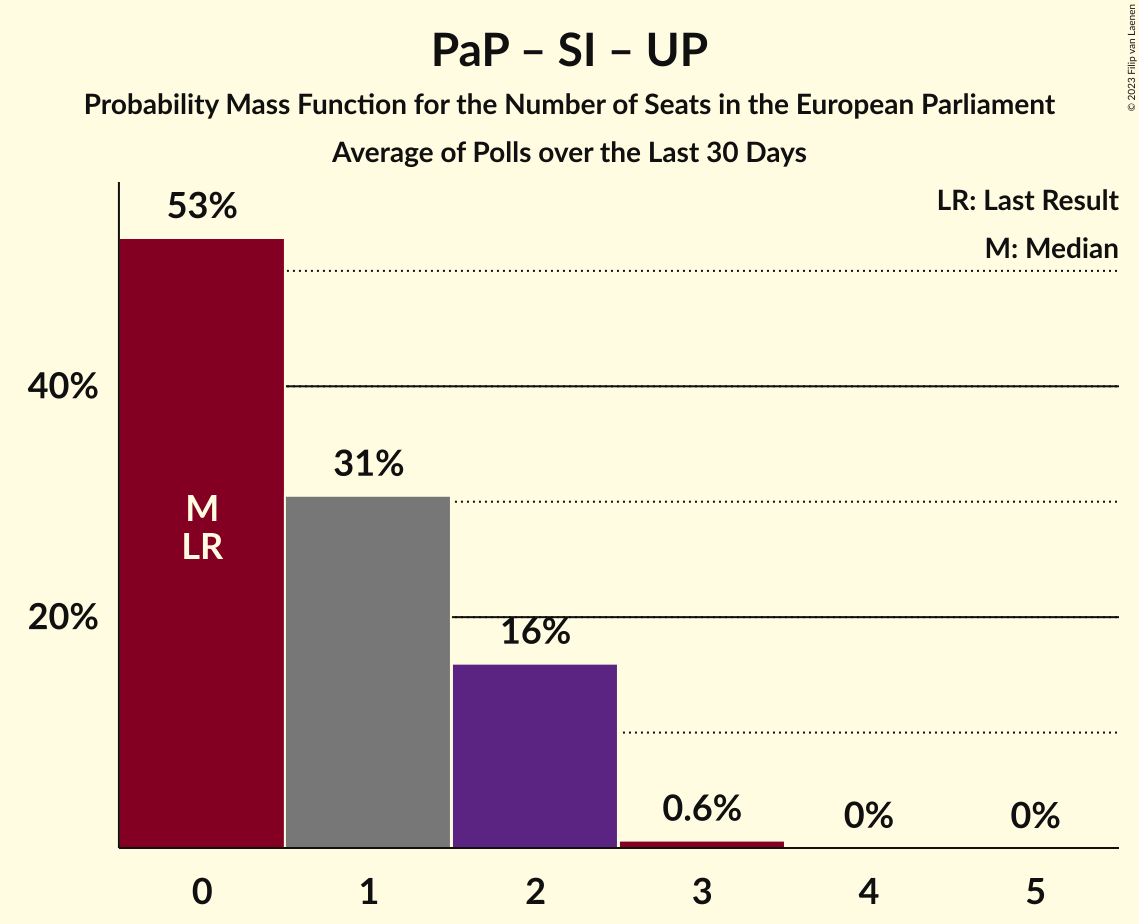 PaP – SI – UP
Probability Mass Function for the Number of Seats in the European Parliament
Average of Polls over the Last 30 Days
© 2023 Filip van Laenen
LR: Last Result
M: Median
53%
40%
31%
M
LR
20%
16%
0.6%
0%
0%
0 1 2 3 4 5